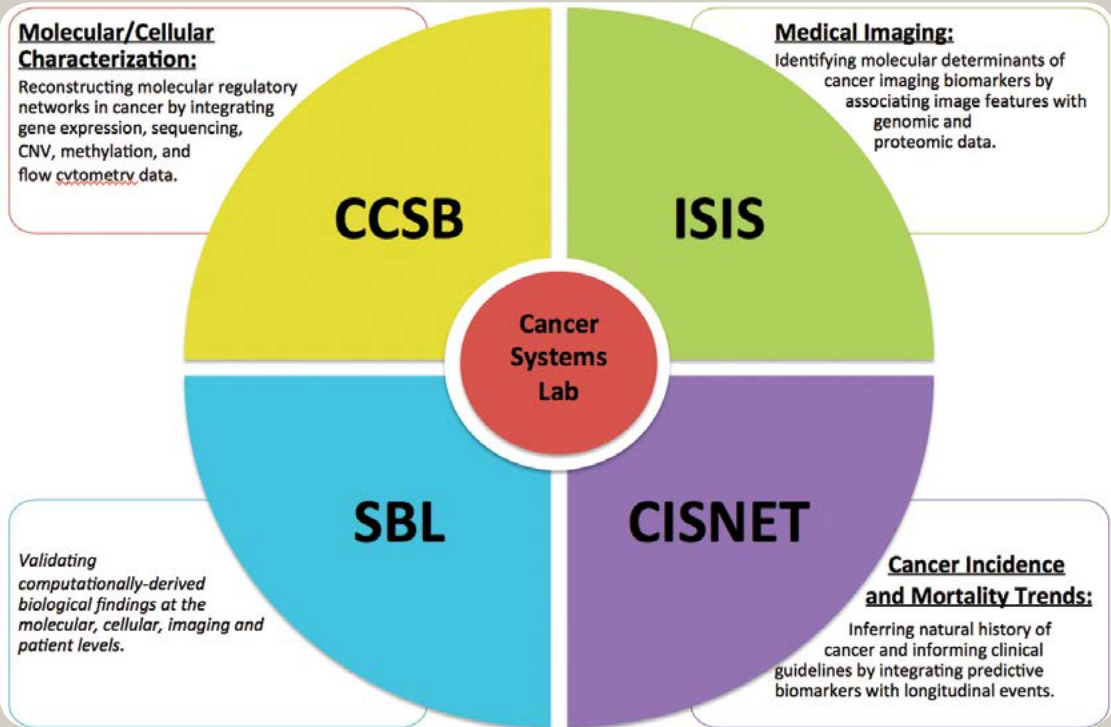 Molecular/Cellular
Characterization:
Reconstructing molecular regulatory
networks in cancer by integrating
gene expression, sequencing,
CNV, methylation, and
flow cytometry data.
Medical Imaging:
Identifying molecular determinants of
cancer imaging biomarkers by
associating image features with
genomic and
proteomic data.
CCSB
ISIS
Cancer
Systems
Lab
SBL
CISNET
Validating
computationally-derived
biological findings at the
molecular, cellular, imaging and
patient levels.
Cancer Incidence
and Mortality Trends:
Inferring natural history of
cancer and informing clinical
guidelines by integrating predictive
biomarkers with longitudinal events.